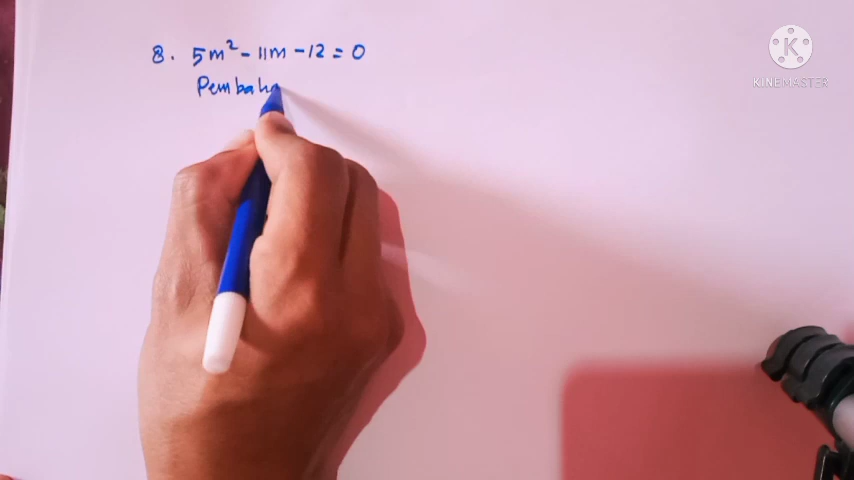 8. 5m² - 11m - 12 = 0
Pembaha
K
KINEMASTER